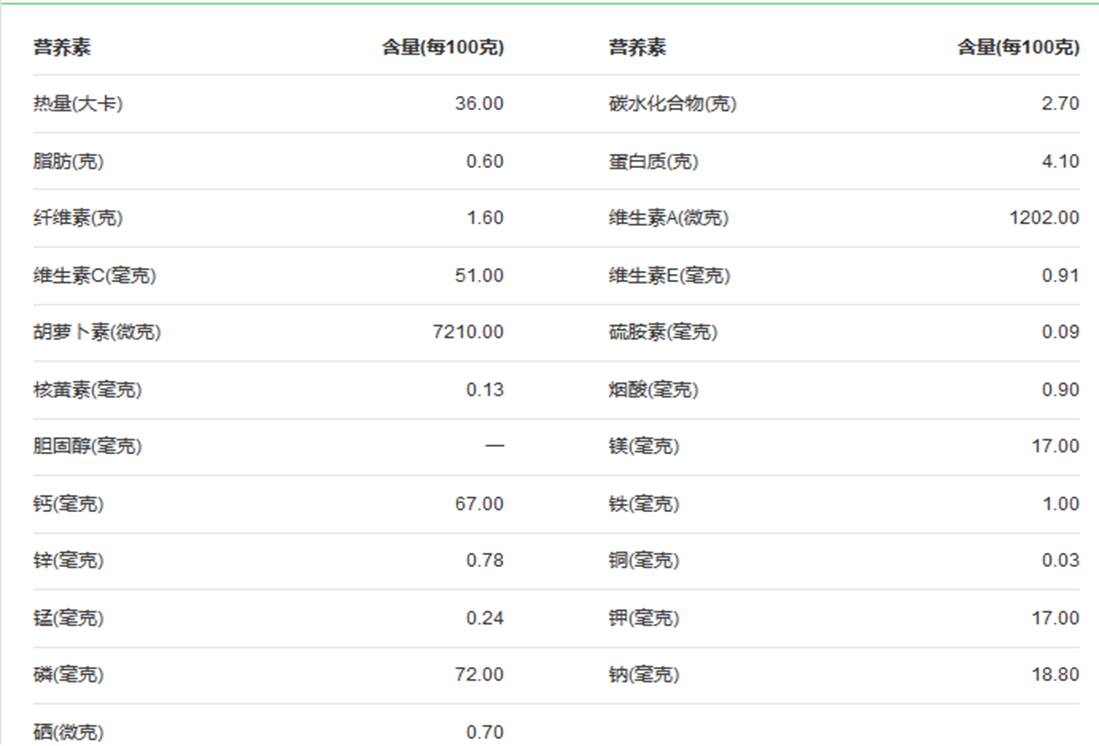 营养素 含量(每100克) 营养素 含量(每100克)
热量(大卡) 36.00 碳水化合物(克) 2.70
脂肪(克) 0.60 蛋白质(克) 4.10
纤维素(克) 1.60 维生素A(微克) 1202.00
维生素C(毫克) 51.00 维生素E(毫克) 0.91
胡萝卜素(微克) 7210.00 硫胺素(毫克) 0.09
核黄素(毫克) 0.13 烟酸(毫克) 0.90
胆固醇(毫克) — 镁(毫克) 17.00
钙(毫克) 67.00 铁(毫克) 1.00
锌(毫克) 0.78 铜(毫克) 0.03
锰(毫克) 0.24 钾(毫克) 17.00
磷(毫克) 72.00 钠(毫克) 18.80
硒(微克) 0.70